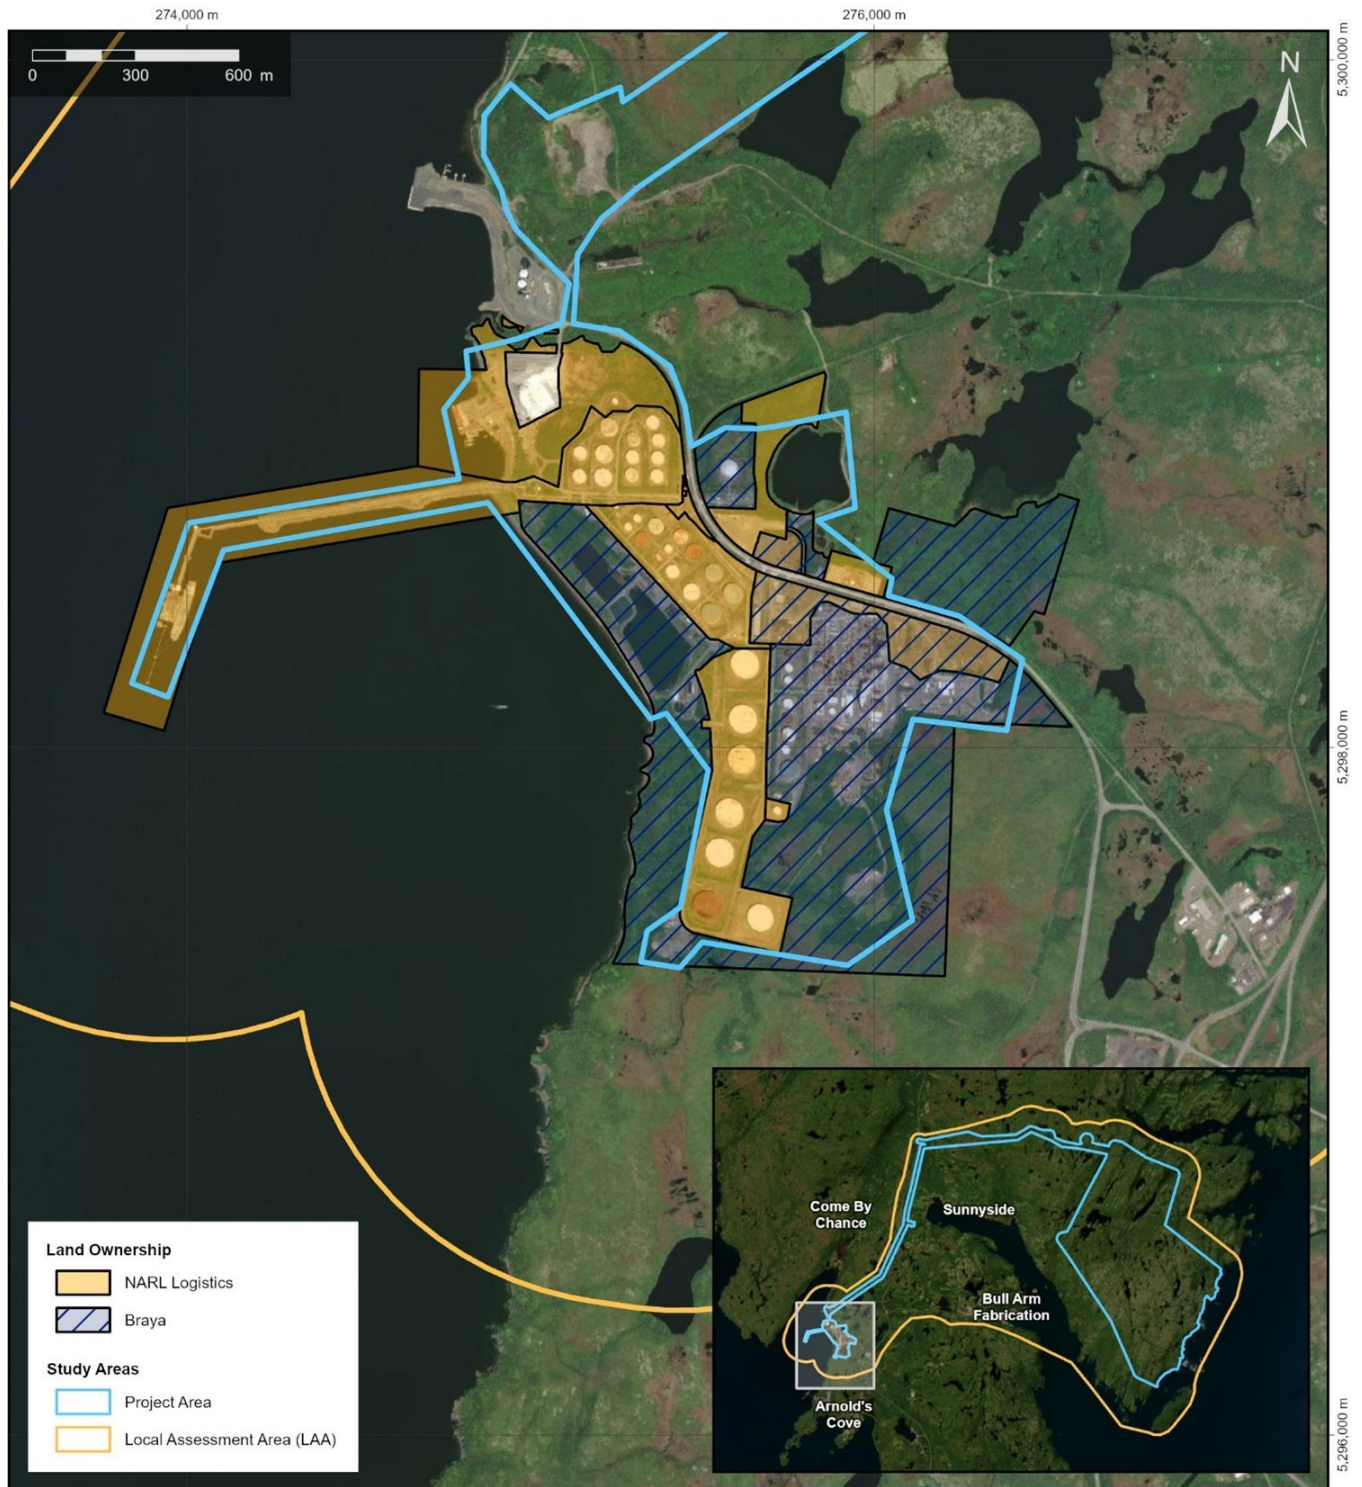 274,000 m
276,000 m
0 300 600 m
N
5,300,000 m
5,298,000 m
5,296,000 m
Land Ownership
NARL Logistics
Braya
Study Areas
Project Area
Local Assessment Area (LAA)
Come By
Chance
Sunnyside
Bull Arm
Fabrication
Arnold's
Cove